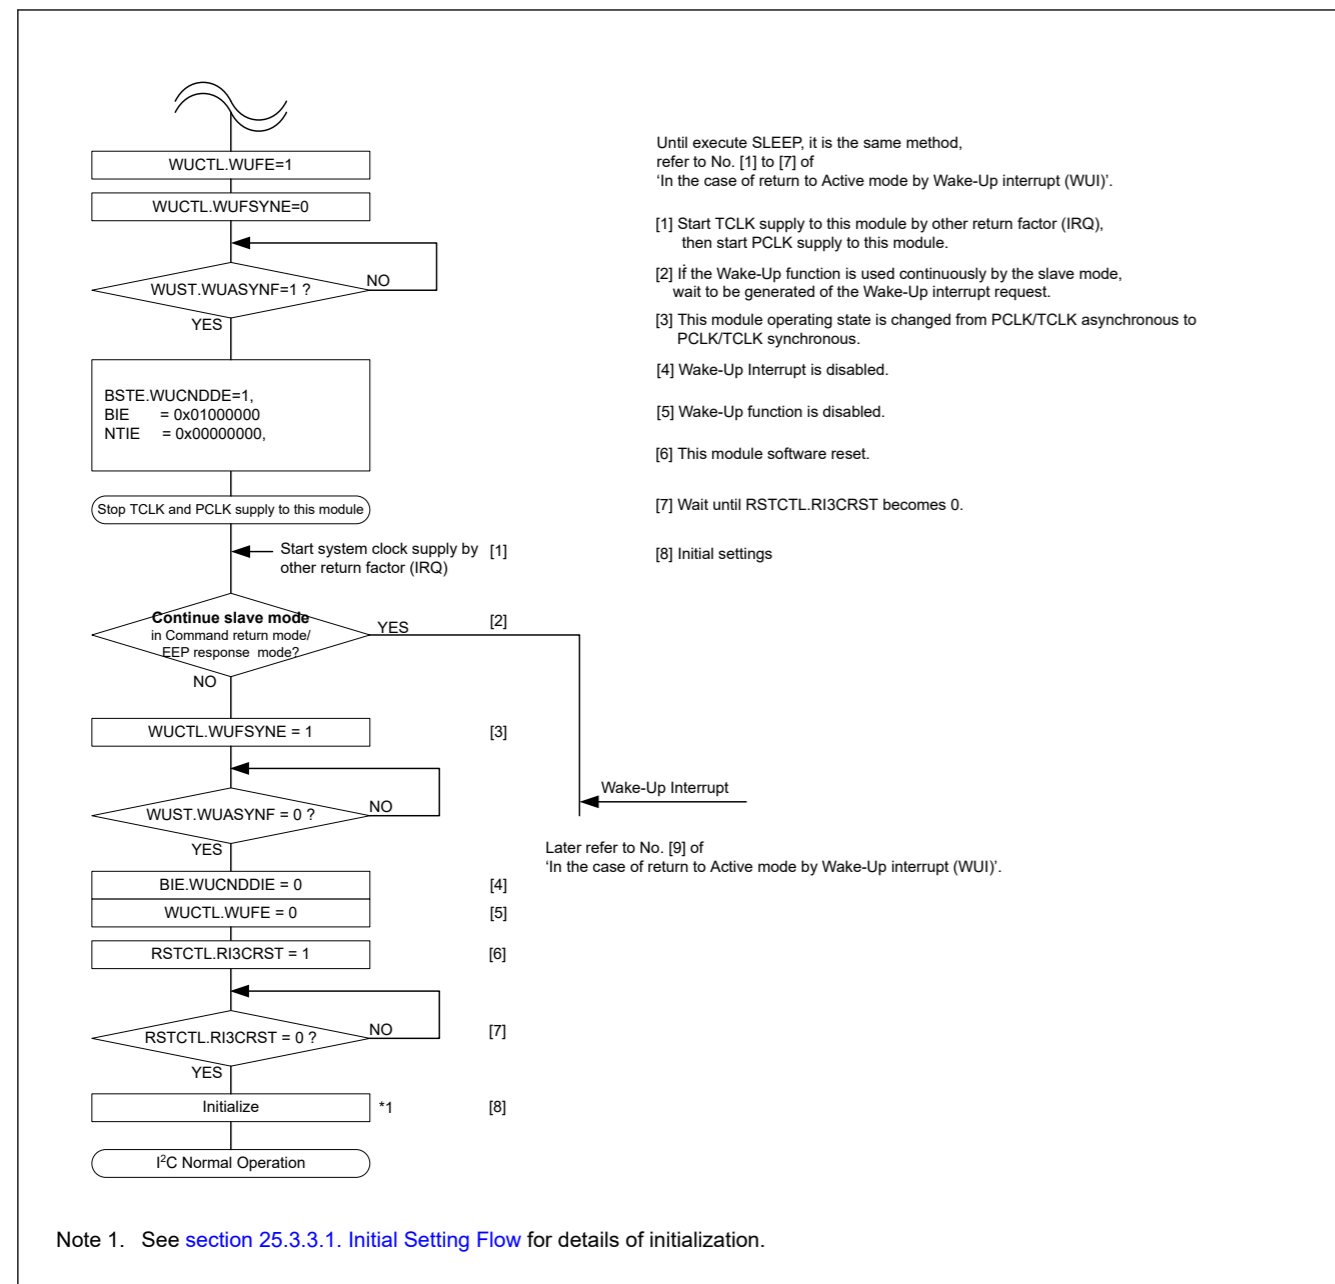 WUCTL.WUFE=1
WUCTL.WUFSYNE=0
WUST.WUASYNF=1 ?
NO
YES
BSTE.WUCNDDE=1,
BIE = 0x01000000
NTIE = 0x00000000,
Stop TCLK and PCLK supply to this module
Start system clock supply by [1]
other return factor (IRQ)
Continue slave mode
in Command return mode/
EEP response mode?
YES
[2]
NO
WUCTL.WUFSYNE = 1
[3]
Wake-Up Interrupt
WUST.WUASYNF = 0 ?
NO
YES
Later refer to No. [9] of
'In the case of return to Active mode by Wake-Up interrupt (WUI)'.
BIE.WUCNDDIE = 0
[4]
WUCTL.WUFE = 0
[5]
RSTCTL.RI3CRST = 1
[6]
RSTCTL.RI3CRST = 0 ?
NO
[7]
YES
Initialize
*1
[8]
I²C Normal Operation
Until execute SLEEP, it is the same method,
refer to No. [1] to [7] of
'In the case of return to Active mode by Wake-Up interrupt (WUI)'.
[1] Start TCLK supply to this module by other return factor (IRQ),
then start PCLK supply to this module.
[2] If the Wake-Up function is used continuously by the slave mode,
wait to be generated of the Wake-Up interrupt request.
[3] This module operating state is changed from PCLK/TCLK asynchronous to
PCLK/TCLK synchronous.
[4] Wake-Up Interrupt is disabled.
[5] Wake-Up function is disabled.
[6] This module software reset.
[7] Wait until RSTCTL.RI3CRST becomes 0.
[8] Initial settings
Note 1. See section 25.3.3.1. Initial Setting Flow for details of initialization.